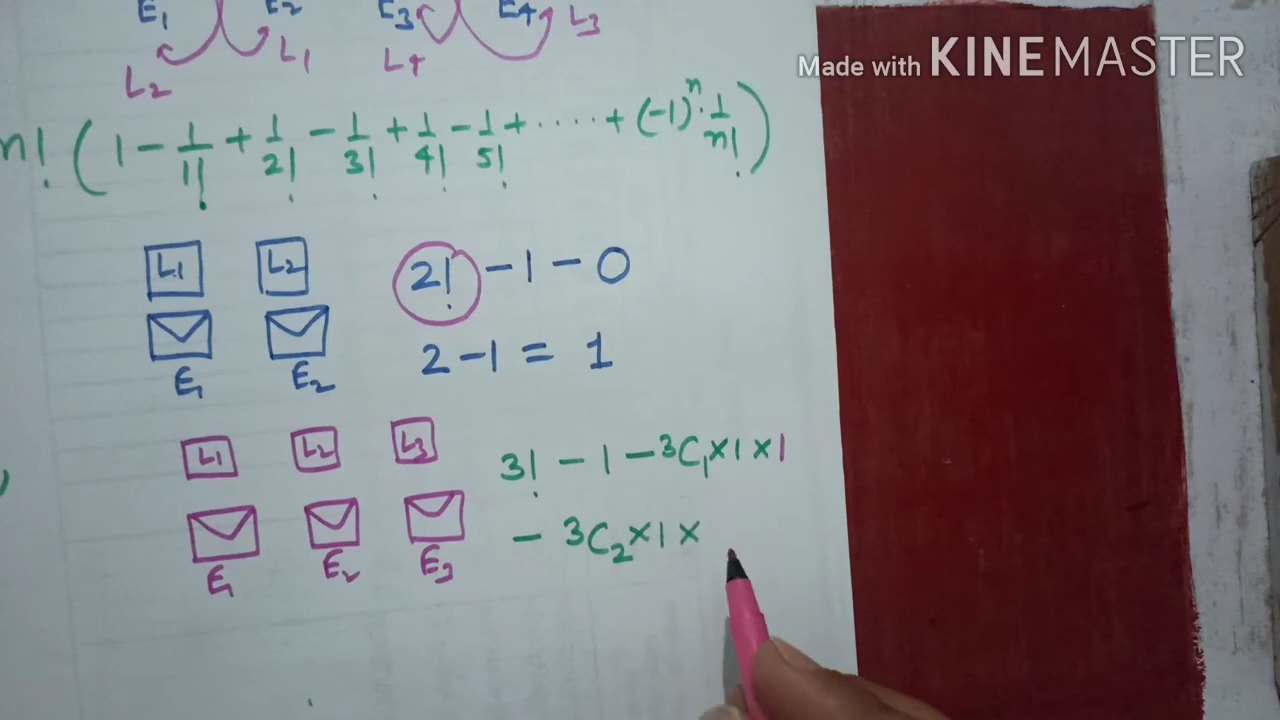 E1 E2 E3 E4 L3
L2 L1 L4
n! ( 1 - 1/1! + 1/2! - 1/3! + 1/4! - 1/5! + ..... + (-1)^n . 1/n! )
L1 L2 2! - 1 - 0
E1 E2 2 - 1 = 1
L1 L2 L3 3! - 1 - ³C₁ × 1 × 1
E1 E2 E3 - ³C₂ × 1 ×
Made with KINEMASTER